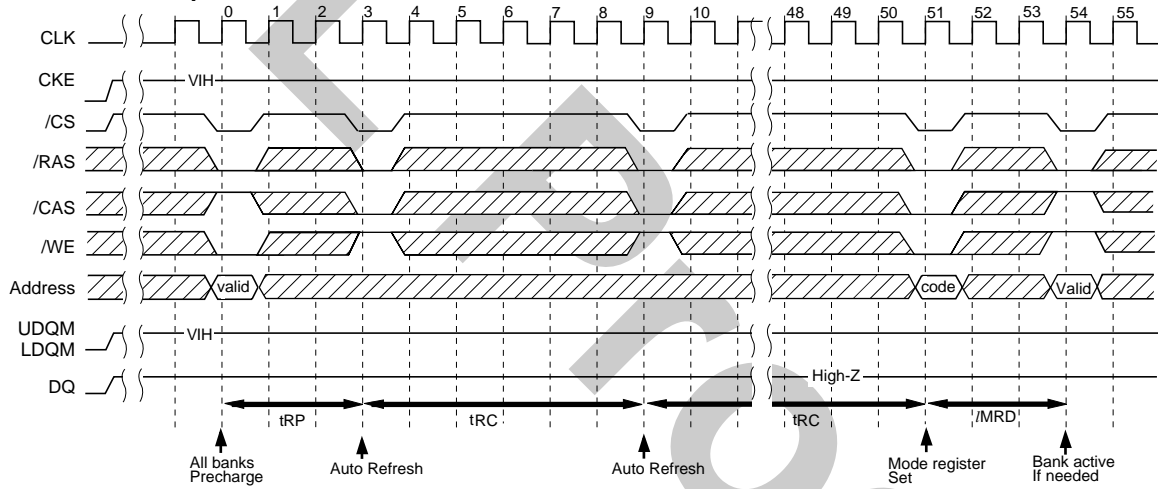 0 1 2 3 4 5 6 7 8 9 10 48 49 50 51 52 53 54 55
CLK
CKE VIH
/CS
/RAS
/CAS
/WE
Address valid code Valid
UDQM
LDQM VIH
DQ High-Z
tRP tRC tRC lMRD
All banks
Precharge
Auto Refresh
Auto Refresh
Mode register
Set
Bank active
If needed